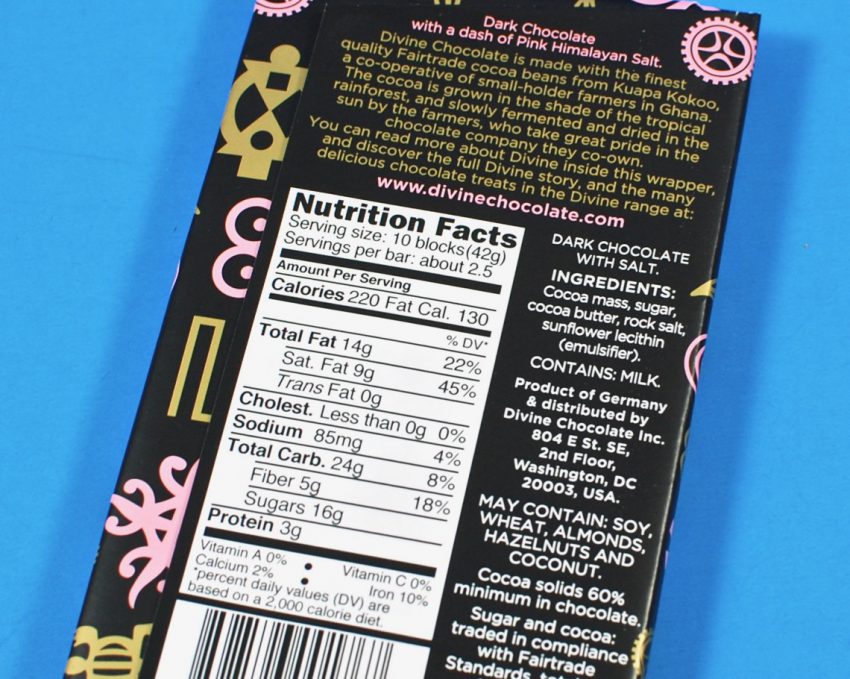 Dark Chocolate
with a dash of Pink Himalayan Salt.
Divine Chocolate is made with the finest
quality Fairtrade cocoa beans from Kuapa Kokoo,
a co-operative of small-holder farmers in Ghana.
The cocoa is grown in the shade of the tropical
rainforest, and slowly fermented and dried in the
sun by the farmers, who take great pride in the
chocolate company they co-own.
You can read more about Divine inside this wrapper,
and discover the full Divine story, and the many
delicious chocolate treats in the Divine range at:
www.divinechocolate.com
Nutrition Facts
Serving size: 10 blocks(42g)
Servings per bar: about 2.5
Amount Per Serving
Calories 220 Fat Cal. 130
% DV*
Total Fat 14g 22%
Sat. Fat 9g 45%
Trans Fat 0g
Cholest. Less than 0g 0%
Sodium 85mg 4%
Total Carb. 24g 8%
Fiber 5g 18%
Sugars 16g
Protein 3g
Vitamin A 0% • Vitamin C 0%
Calcium 2% • Iron 10%
*percent daily values (DV) are
based on a 2,000 calorie diet.
DARK CHOCOLATE
WITH SALT.
INGREDIENTS:
Cocoa mass, sugar,
cocoa butter, rock salt,
sunflower lecithin
(emulsifier).
CONTAINS: MILK.
Product of Germany
& distributed by
Divine Chocolate Inc.
804 E St. SE,
2nd Floor,
Washington, DC
20003, USA.
MAY CONTAIN: SOY,
WHEAT, ALMONDS,
HAZELNUTS AND
COCONUT.
Cocoa solids 60%
minimum in chocolate.
Sugar and cocoa:
traded in compliance
with Fairtrade
Standards,